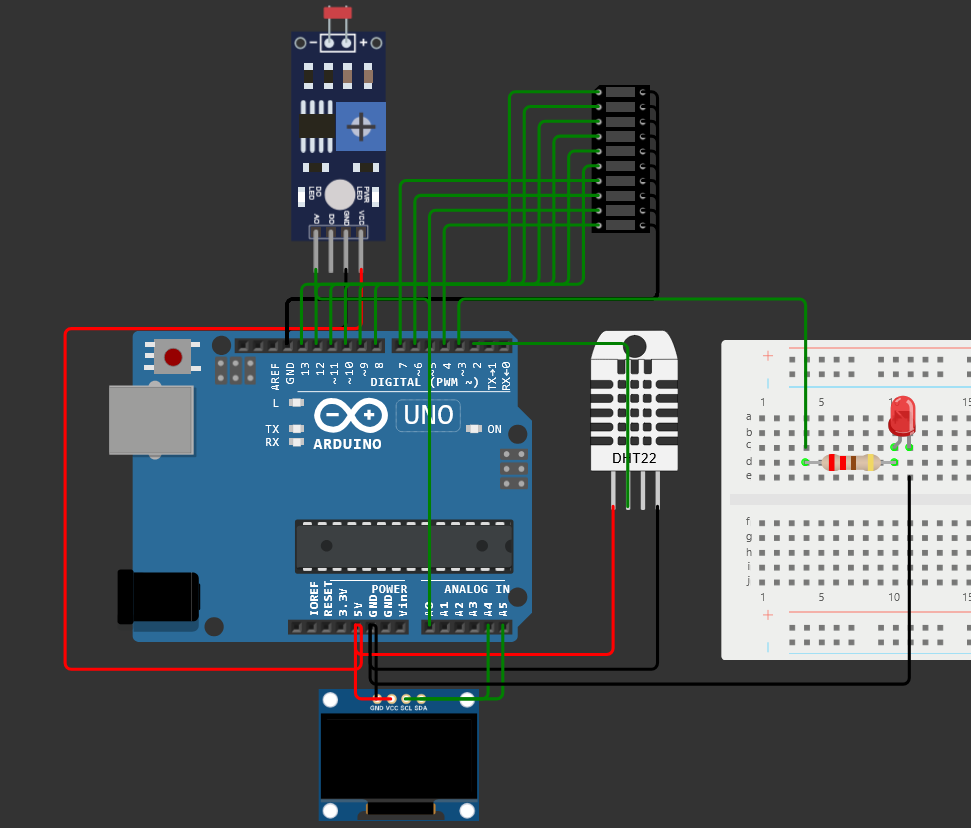 − +
DO
LED
PWR
LED
AO
DO
GND
VCC
AREF
GND
13
12
~11
~10
~9
8
7
~6
~5
4
~3
2
TX→1
RX←0
DIGITAL (PWM ~)
L
TX
RX
ARDUINO
UNO
ON
DHT22
+
|
1 5 10 15
a
b
c
d
e
f
g
h
i
j
1 5 10 15
+
|
IOREF
RESET
3.3V
5V
GND
GND
Vin
POWER
ANALOG IN
A0
A1
A2
A3
A4
A5
GND VCC SCL SDA